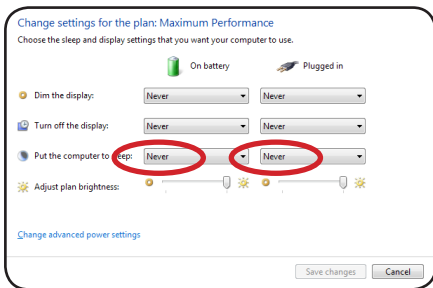 Change settings for the plan: Maximum Performance
Choose the sleep and display settings that you want your computer to use.
On battery Plugged in
Dim the display: Never Never
Turn off the display: Never Never
Put the computer to sleep: Never Never
Adjust plan brightness:
Change advanced power settings
Save changes Cancel